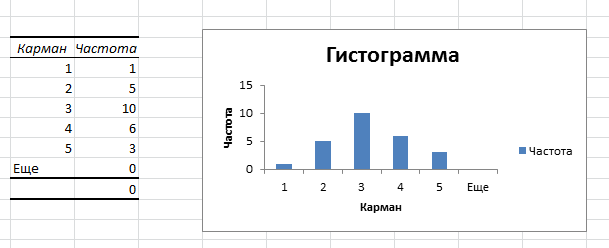 Карман Частота
1 1
2 5
3 10
4 6
5 3
Еще 0
0
Гистограмма
15
10
5
0
Частота
1 2 3 4 5 Еще
Карман
Частота